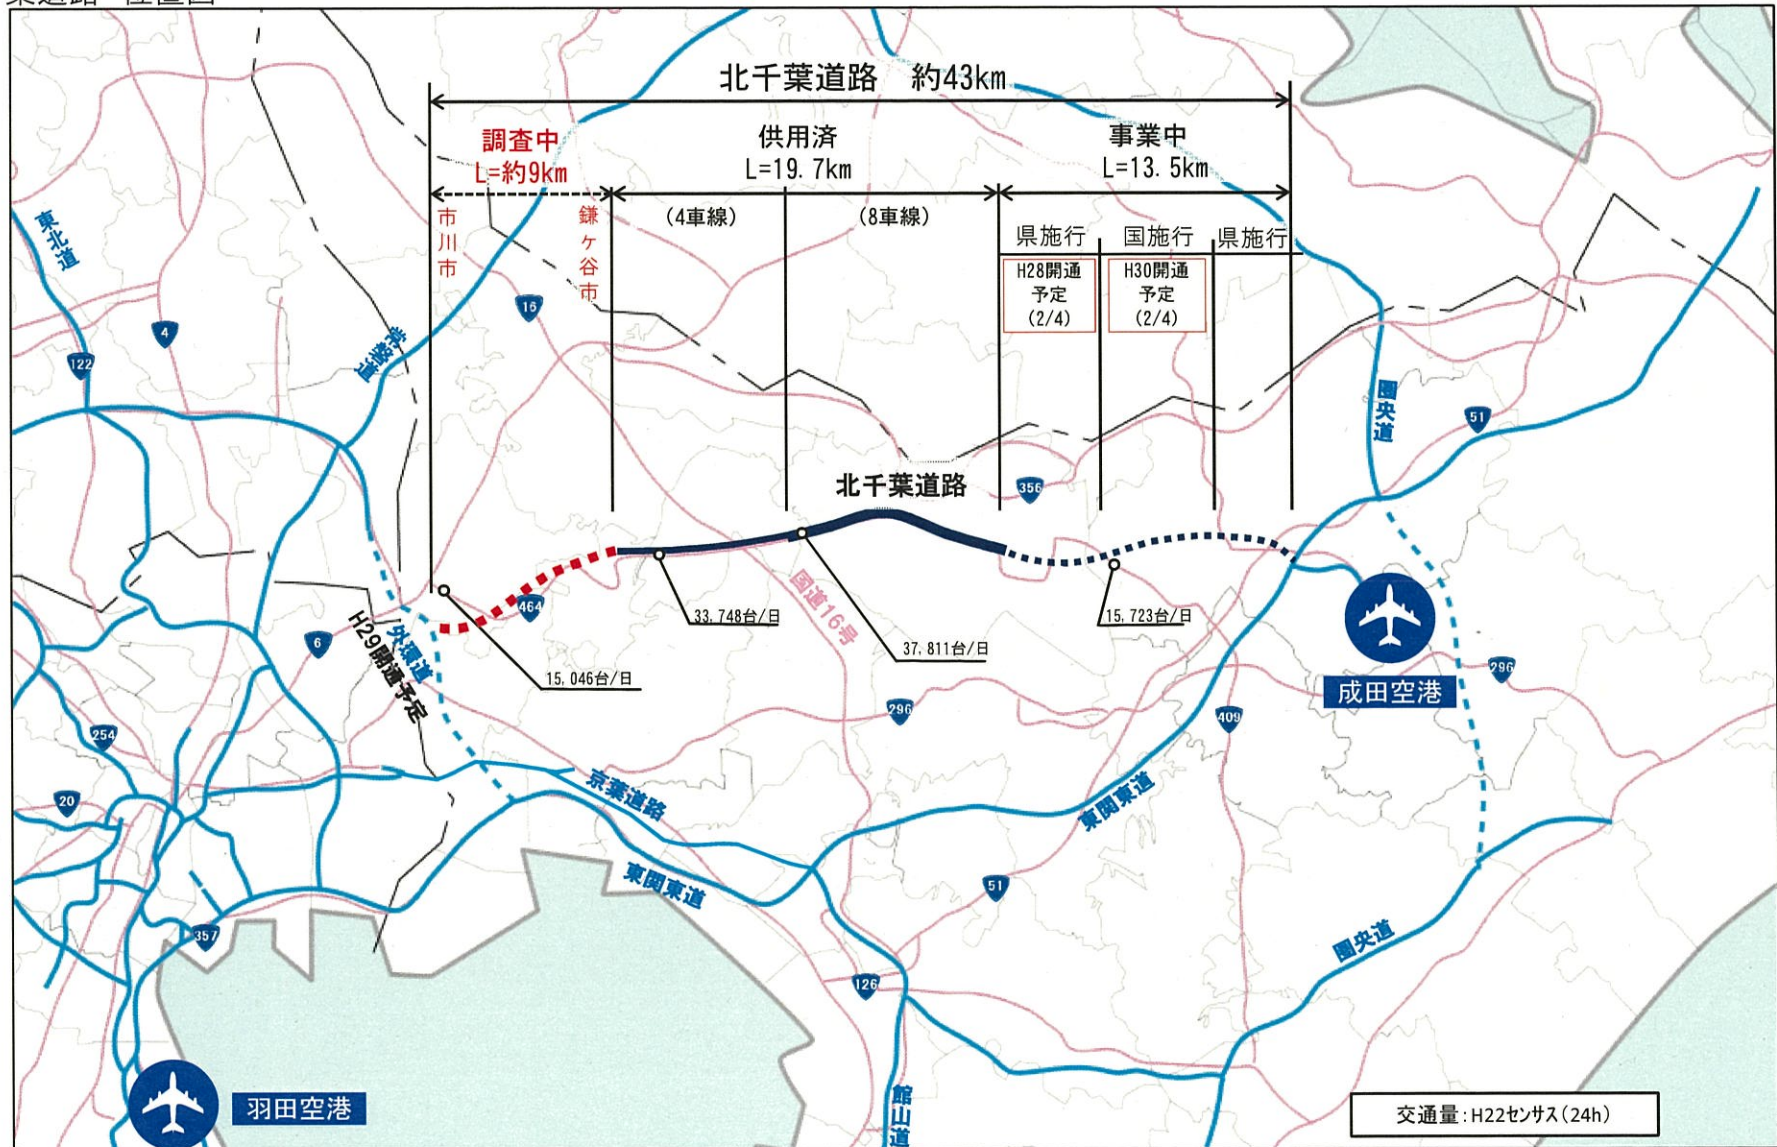 北千葉道路 約43km
調査中
L=約9km
供用済
L=19.7km
事業中
L=13.5km
市川市
鎌ヶ谷市
(4車線)
(8車線)
県施行
国施行
県施行
H28開通
予定
(2/4)
H30開通
予定
(2/4)
東北道
常磐道
圏央道
4
122
16
51
356
北千葉道路
国道16号
464
33,748台/日
37,811台/日
15,723台/日
15,046台/日
外環道
H29開通予定
6
254
20
357
296
409
296
成田空港
京葉道路
東関東道
東関東道
51
126
圏央道
館山道
羽田空港
交通量:H22センサス(24h)